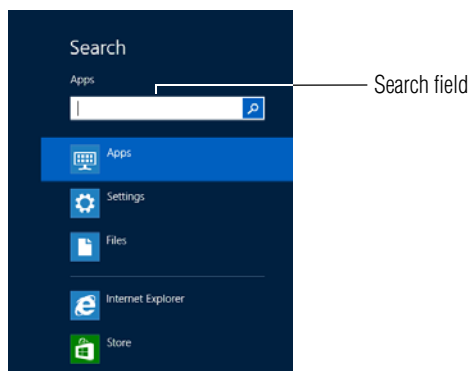 Search
Apps
Search field
Apps
Settings
Files
Internet Explorer
Store